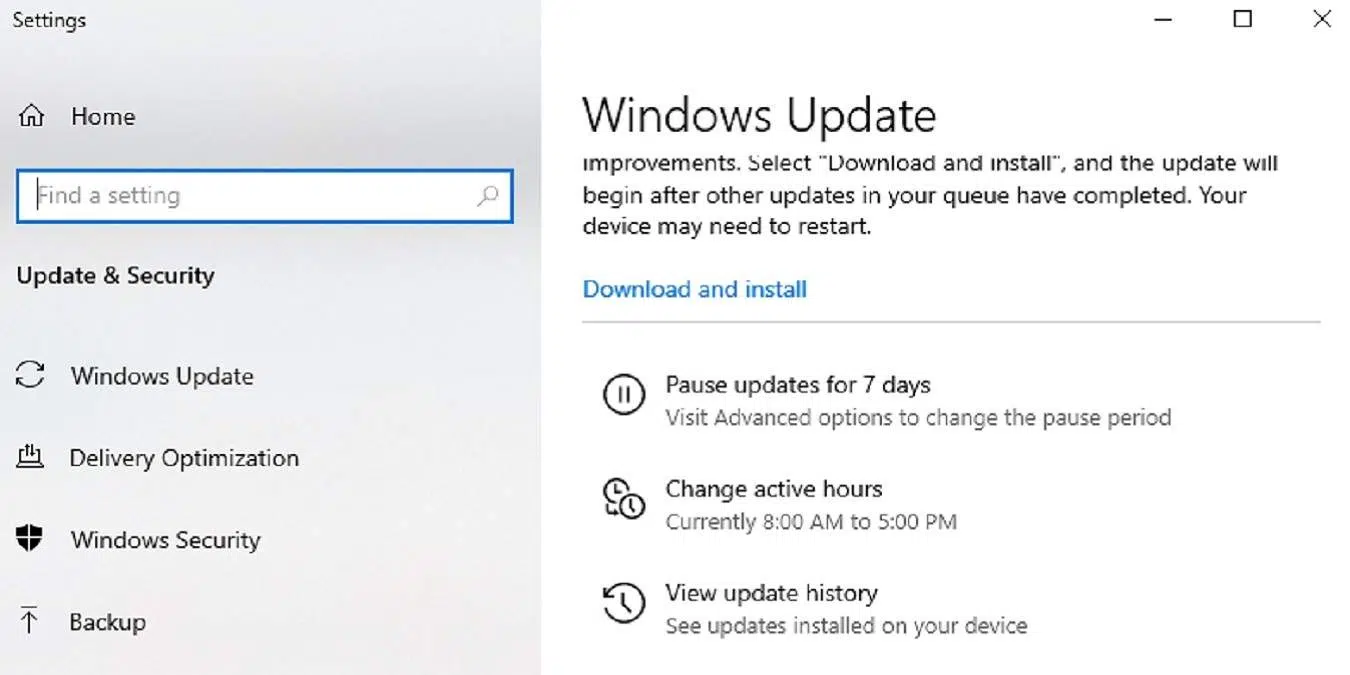 Settings
Home
Find a setting
Update & Security
Windows Update
Delivery Optimization
Windows Security
Backup
Windows Update
improvements. Select "Download and install", and the update will
begin after other updates in your queue have completed. Your
device may need to restart.
Download and install
Pause updates for 7 days
Visit Advanced options to change the pause period
Change active hours
Currently 8:00 AM to 5:00 PM
View update history
See updates installed on your device